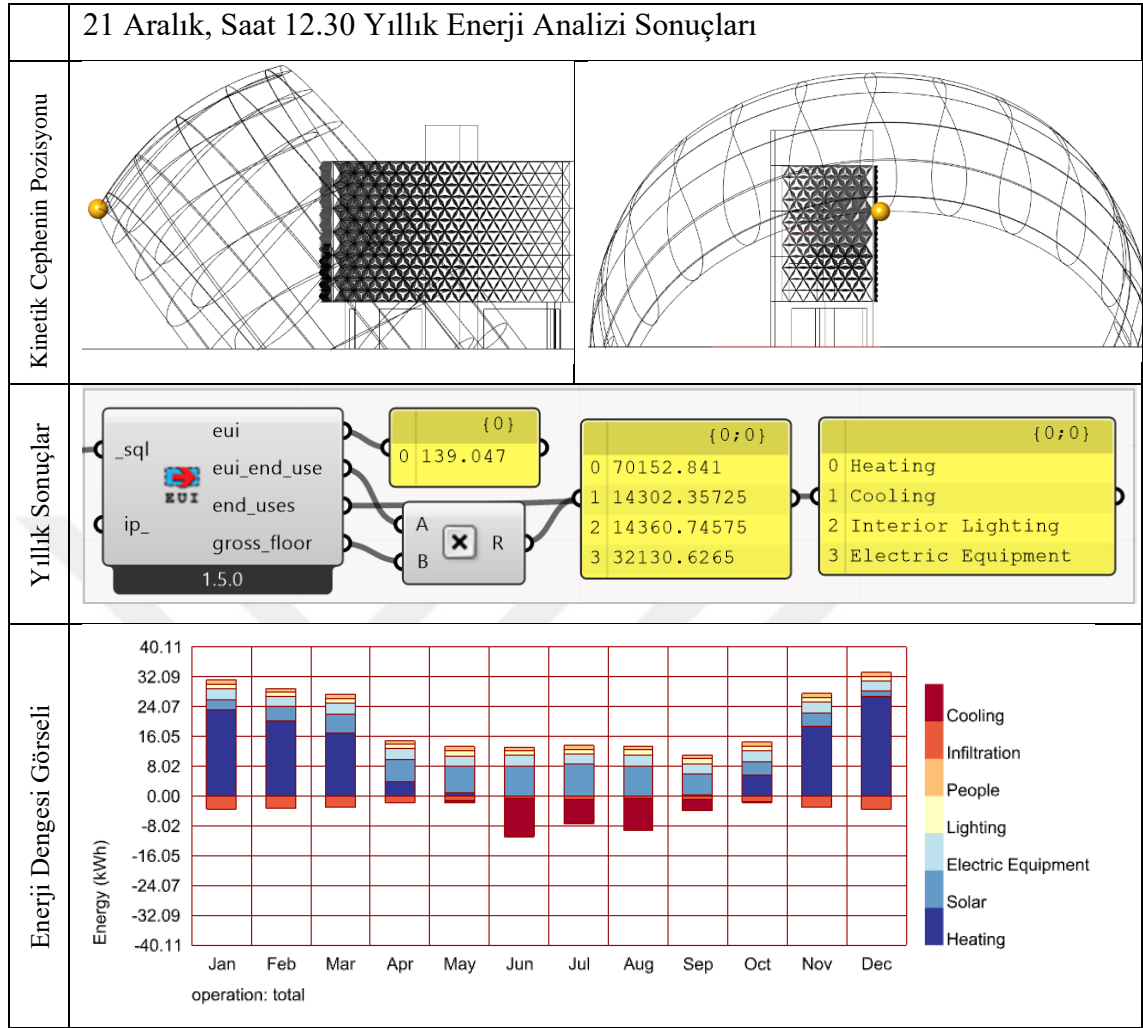 21 Aralık, Saat 12.30 Yıllık Enerji Analizi Sonuçları
Kinetik Cephenin Pozisyonu
Yıllık Sonuçlar
_sql
ip_
EUI
eui
eui_end_use
end_uses
gross_floor
1.5.0
{0}
0 139.047
A
B
R
{0;0}
0 70152.841
1 14302.35725
2 14360.74575
3 32130.6265
{0;0}
0 Heating
1 Cooling
2 Interior Lighting
3 Electric Equipment
Enerji Dengesi Görseli
Energy (kWh)
40.11
32.09
24.07
16.05
8.02
0.00
-8.02
-16.05
-24.07
-32.09
-40.11
Jan Feb Mar Apr May Jun Jul Aug Sep Oct Nov Dec
operation: total
Cooling
Infiltration
People
Lighting
Electric Equipment
Solar
Heating